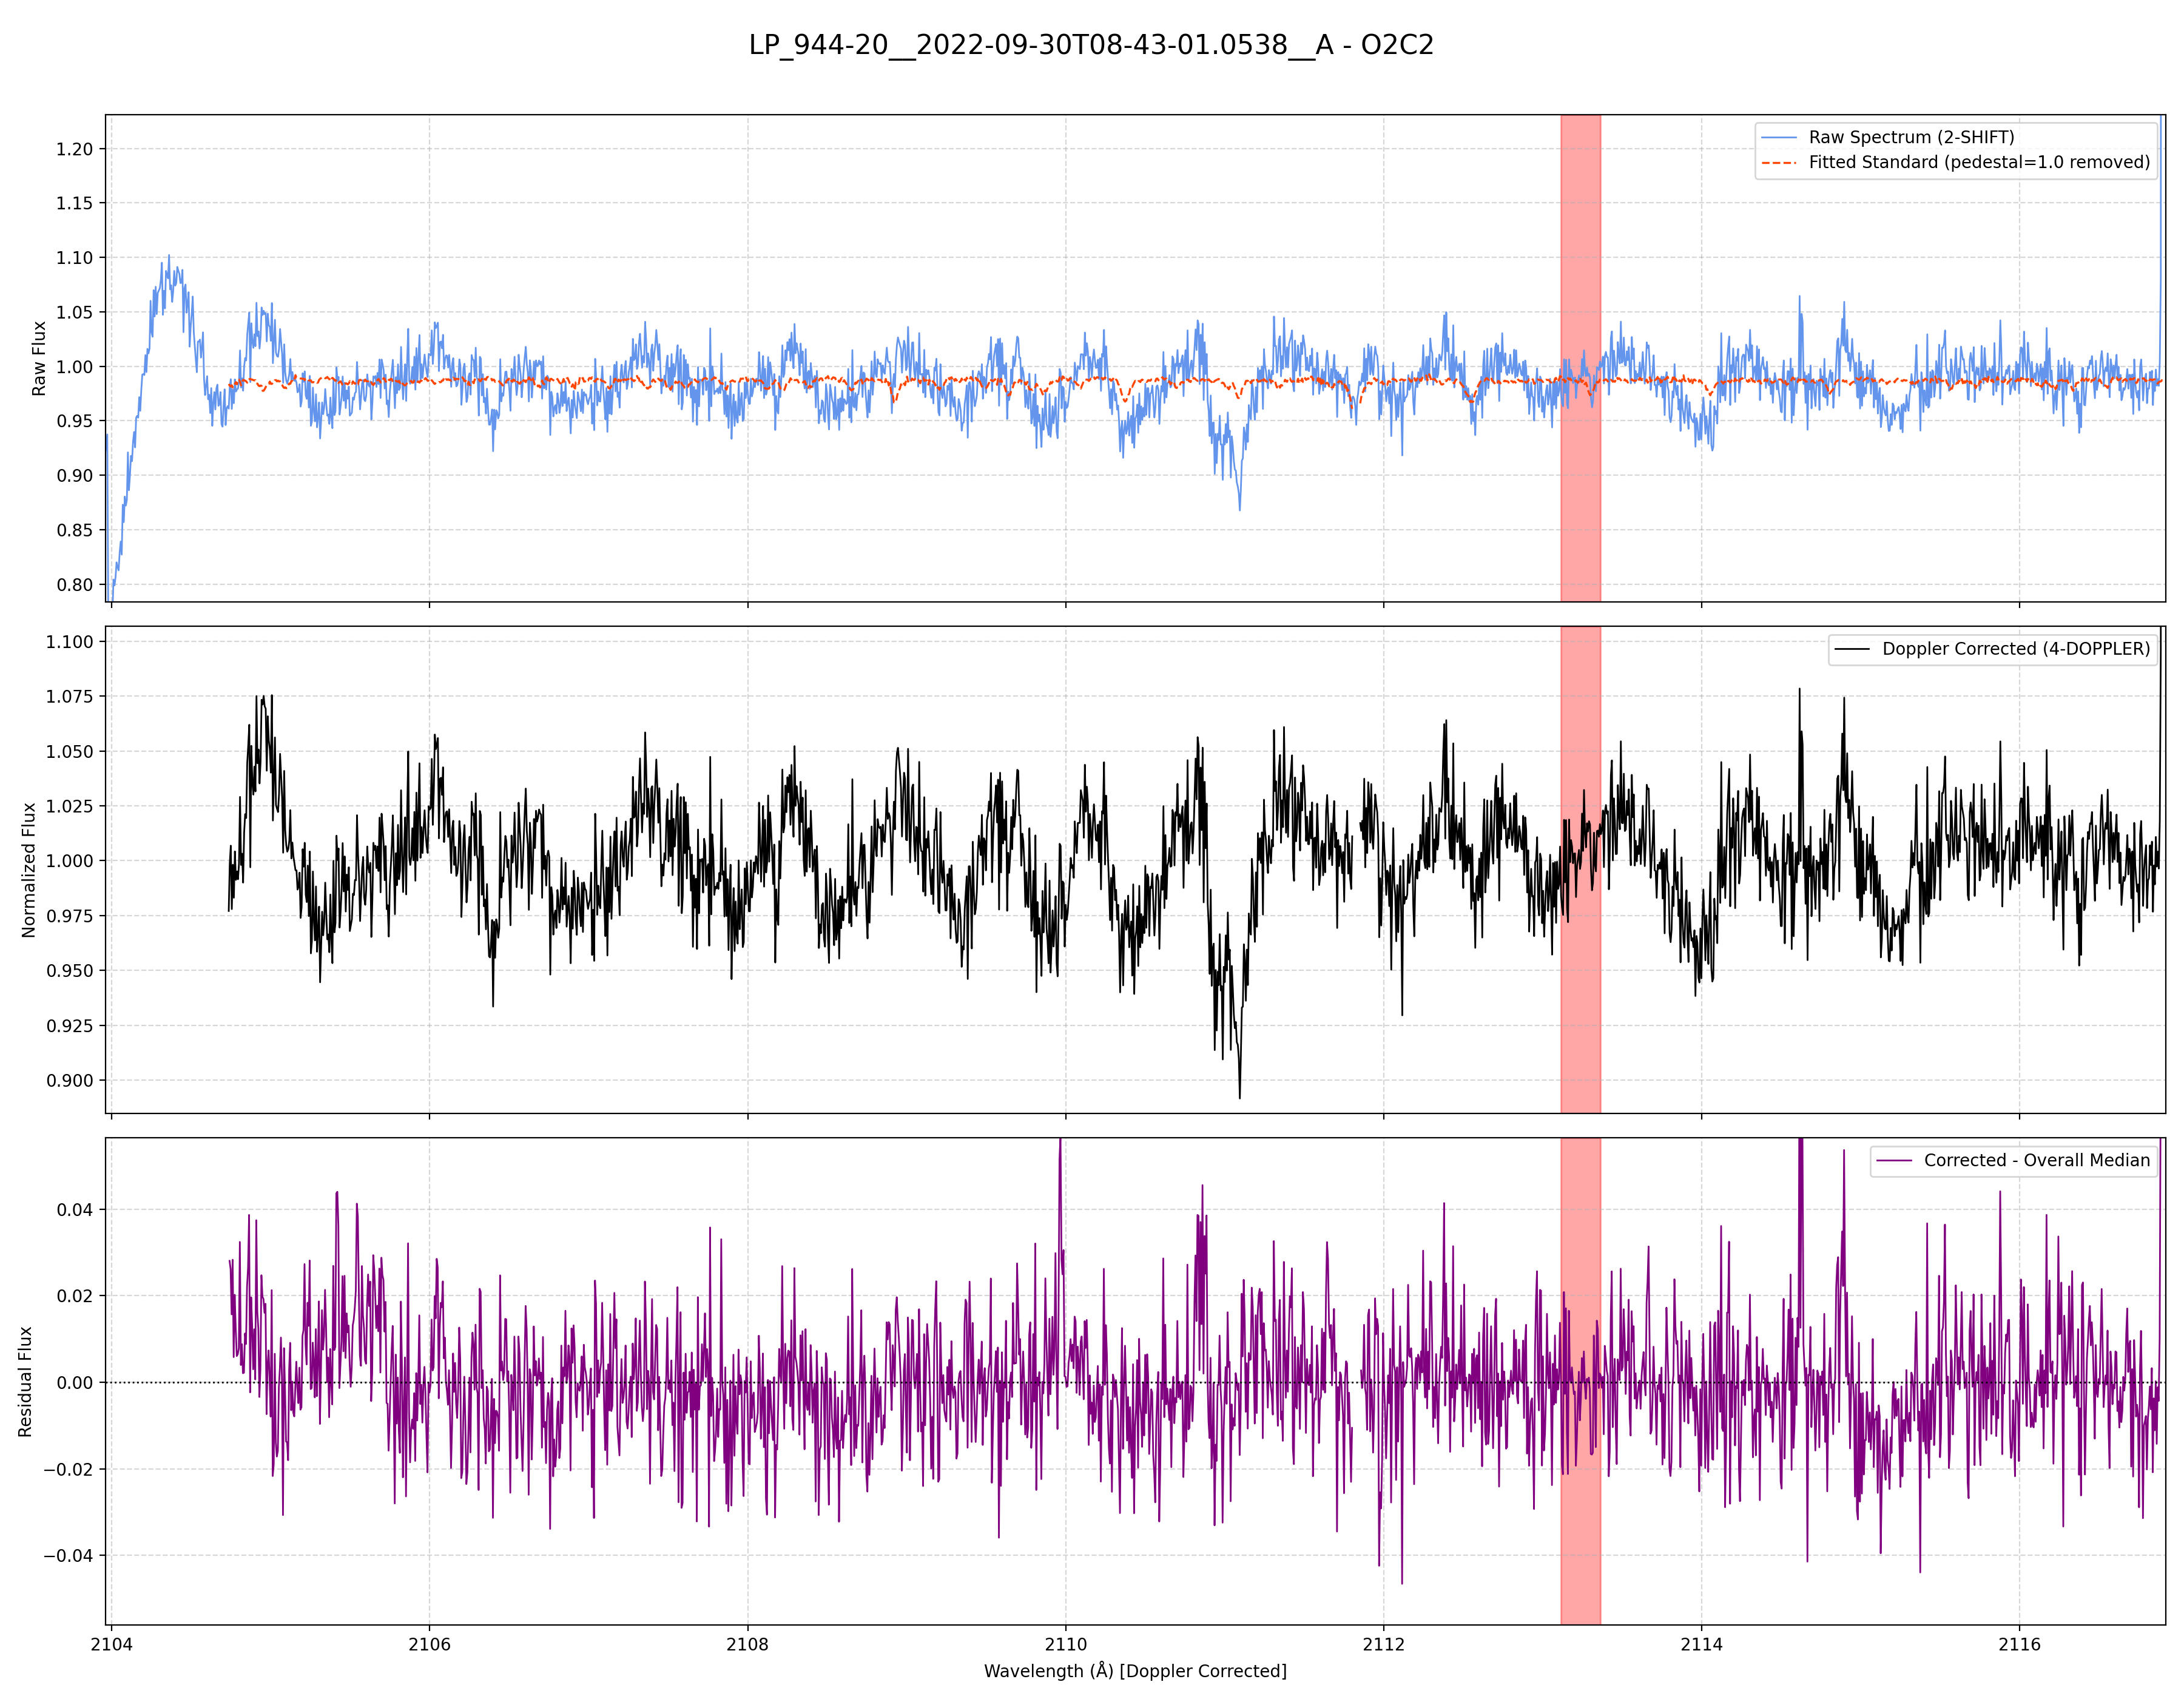 LP_944-20__2022-09-30T08-43-01.0538__A - O2C2
Raw Spectrum (2-SHIFT)
Fitted Standard (pedestal=1.0 removed)
Raw Flux
1.20
1.15
1.10
1.05
1.00
0.95
0.90
0.85
0.80
Doppler Corrected (4-DOPPLER)
Normalized Flux
1.100
1.075
1.050
1.025
1.000
0.975
0.950
0.925
0.900
Corrected - Overall Median
Residual Flux
0.04
0.02
0.00
−0.02
−0.04
2104 2106 2108 2110 2112 2114 2116
Wavelength (Å) [Doppler Corrected]